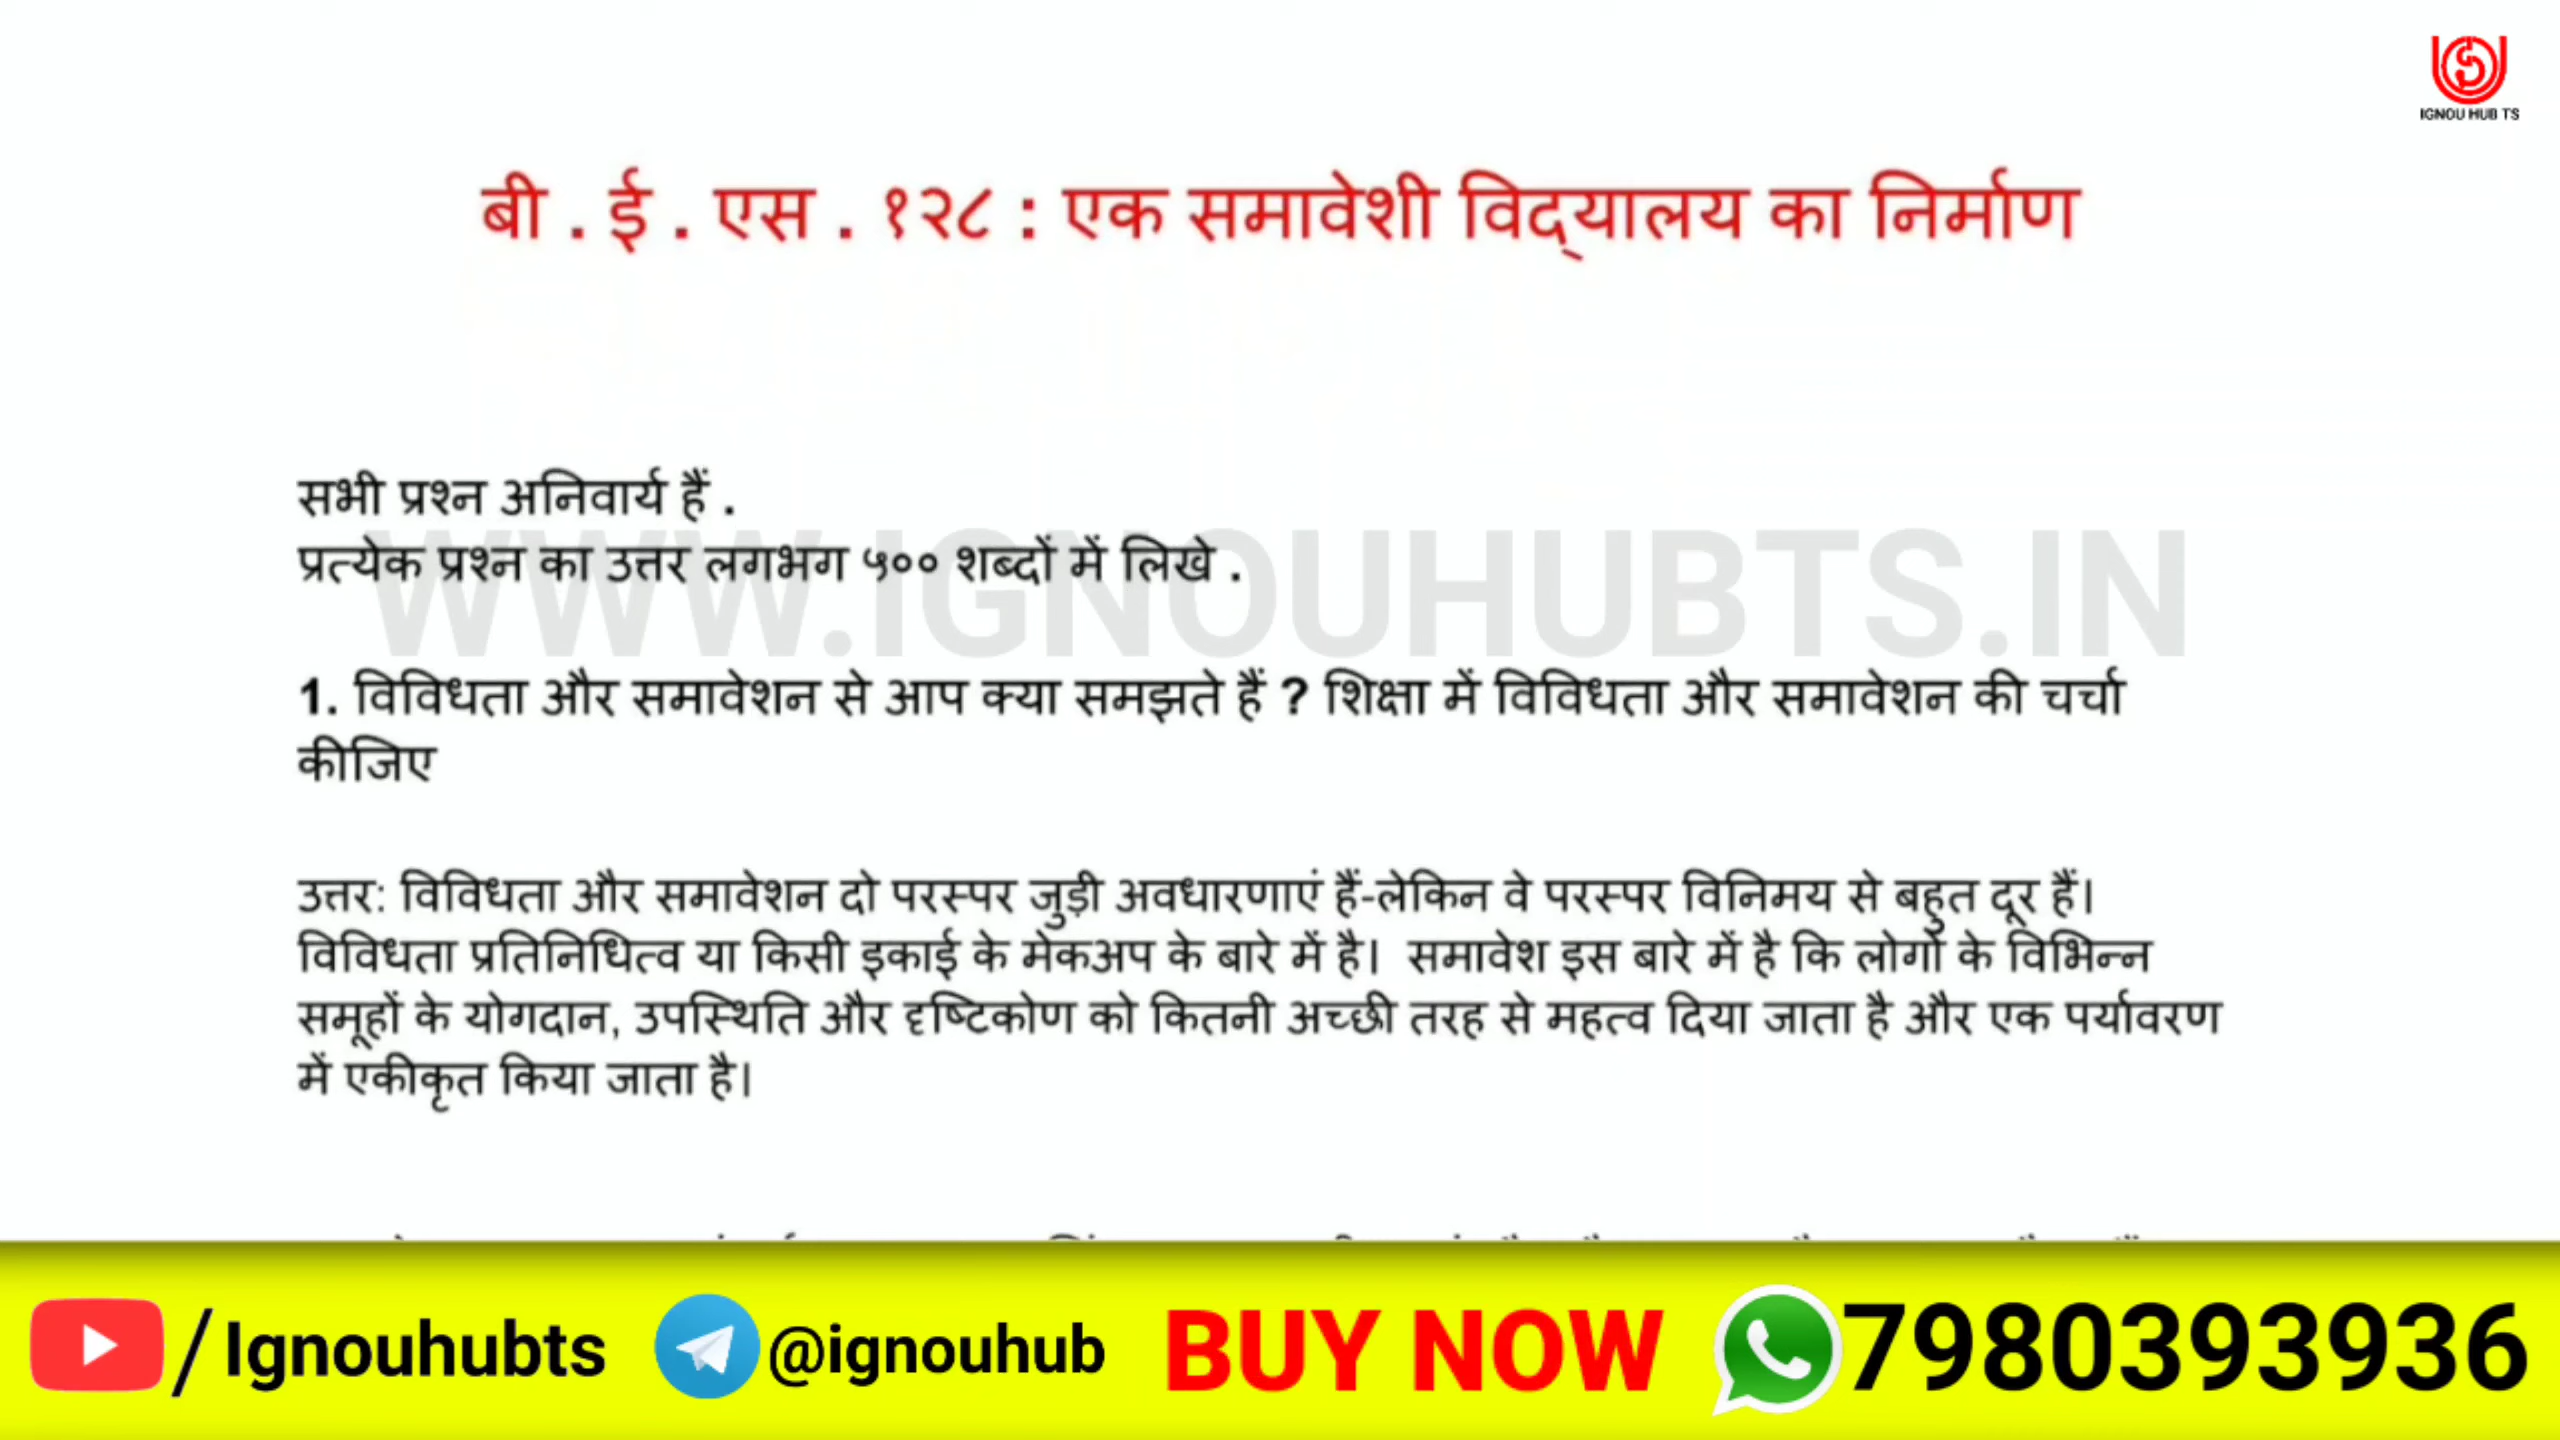 IGNOU HUB TS
बी . ई . एस . १२८ : एक समावेशी विद्यालय का निर्माण
सभी प्रश्न अनिवार्य हैं .
प्रत्येक प्रश्न का उत्तर लगभग ५०० शब्दों में लिखे .
WWW.IGNOUHUBTS.IN
1. विविधता और समावेशन से आप क्या समझते हैं ? शिक्षा में विविधता और समावेशन की चर्चा
कीजिए
उत्तर: विविधता और समावेशन दो परस्पर जुड़ी अवधारणाएं हैं-लेकिन वे परस्पर विनिमय से बहुत दूर हैं।
विविधता प्रतिनिधित्व या किसी इकाई के मेकअप के बारे में है। समावेश इस बारे में है कि लोगों के विभिन्न
समूहों के योगदान, उपस्थिति और दृष्टिकोण को कितनी अच्छी तरह से महत्व दिया जाता है और एक पर्यावरण
में एकीकृत किया जाता है।
/Ignouhubts @ignouhub BUY NOW 7980393936